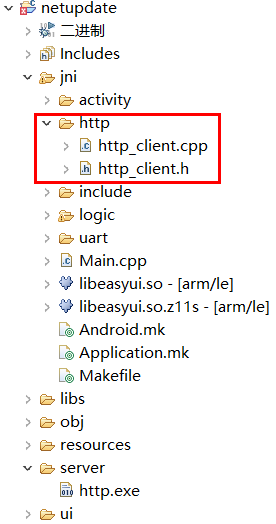 netupdate
二进制
Includes
jni
activity
http
http_client.cpp
http_client.h
include
logic
uart
Main.cpp
libeasyui.so - [arm/le]
libeasyui.so.z11s - [arm/le]
Android.mk
Application.mk
Makefile
libs
obj
resources
server
http.exe
ui